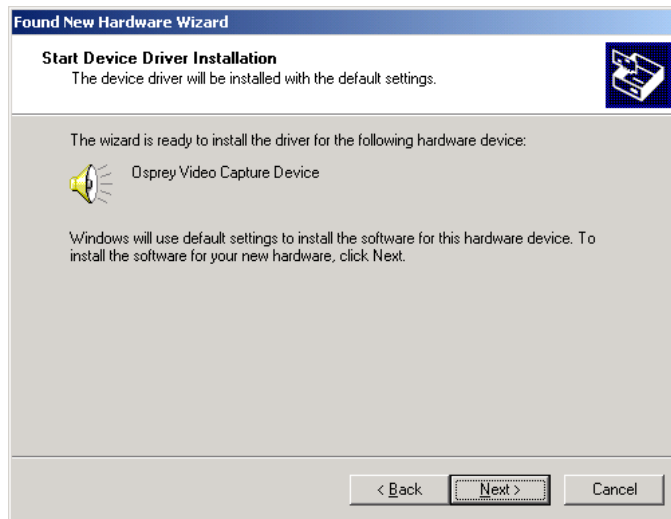 Found New Hardware Wizard
Start Device Driver Installation
The device driver will be installed with the default settings.
The wizard is ready to install the driver for the following hardware device:
Osprey Video Capture Device
Windows will use default settings to install the software for this hardware device. To
install the software for your new hardware, click Next.
< Back
Next >
Cancel